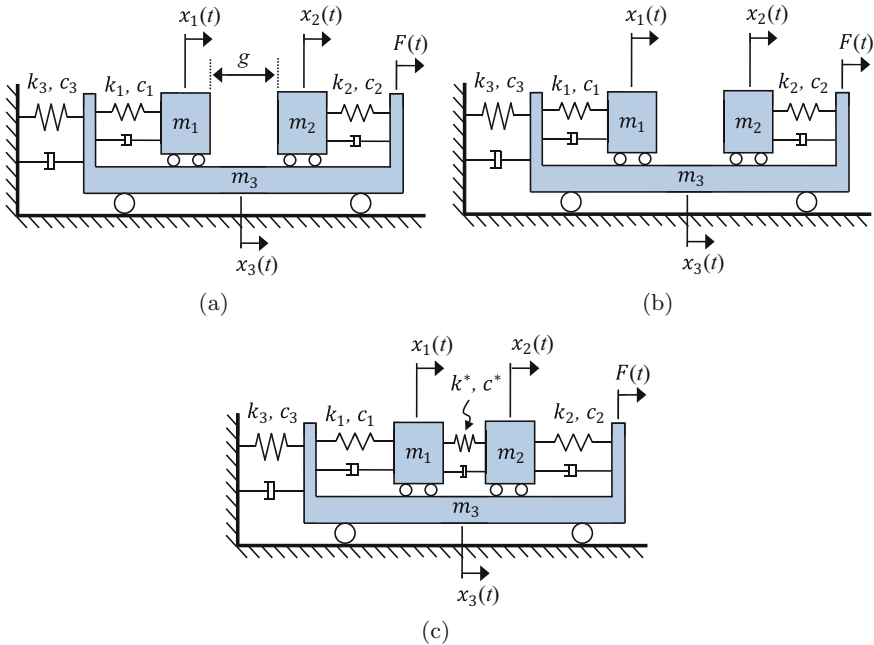 x₁(t) x₂(t) F(t)
g
k₃, c₃ k₁, c₁ k₂, c₂
m₁ m₂
m₃
x₃(t)
(a)
x₁(t) x₂(t) F(t)
k₃, c₃ k₁, c₁ k₂, c₂
m₁ m₂
m₃
x₃(t)
(b)
x₁(t) x₂(t) F(t)
k*, c*
k₃, c₃ k₁, c₁ k₂, c₂
m₁ m₂
m₃
x₃(t)
(c)